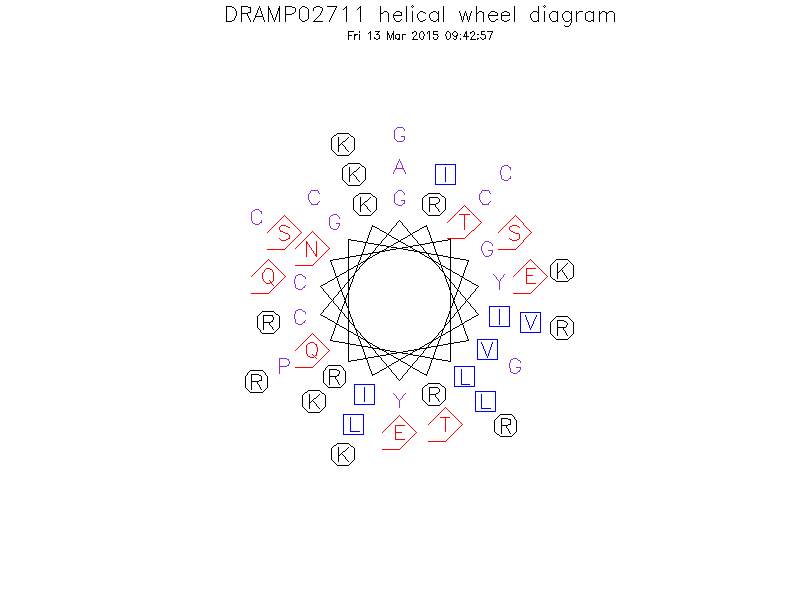 DRAMP02711 helical wheel diagram
Fri 13 Mar 2015 09:42:57
G
K
A
K I C
G
K R C
C
C G T
S N G S
Q C Y E K
R C I V R
Q V
P G
R R L
K I Y R L
L E T R
K